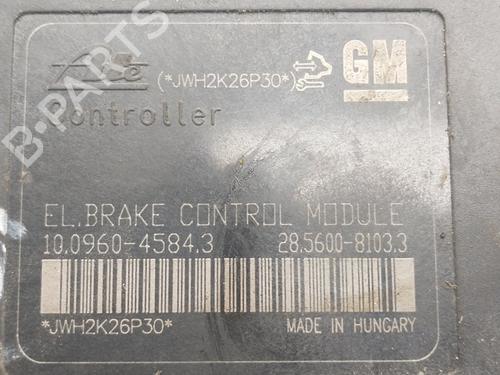 Ate (*JWH2K26P30*) GM
Controller
EL.BRAKE CONTROL MODULE
10.0960-4584.3 28.5600-8103.3
*JWH2K26P30* MADE IN HUNGARY
B-PARTS